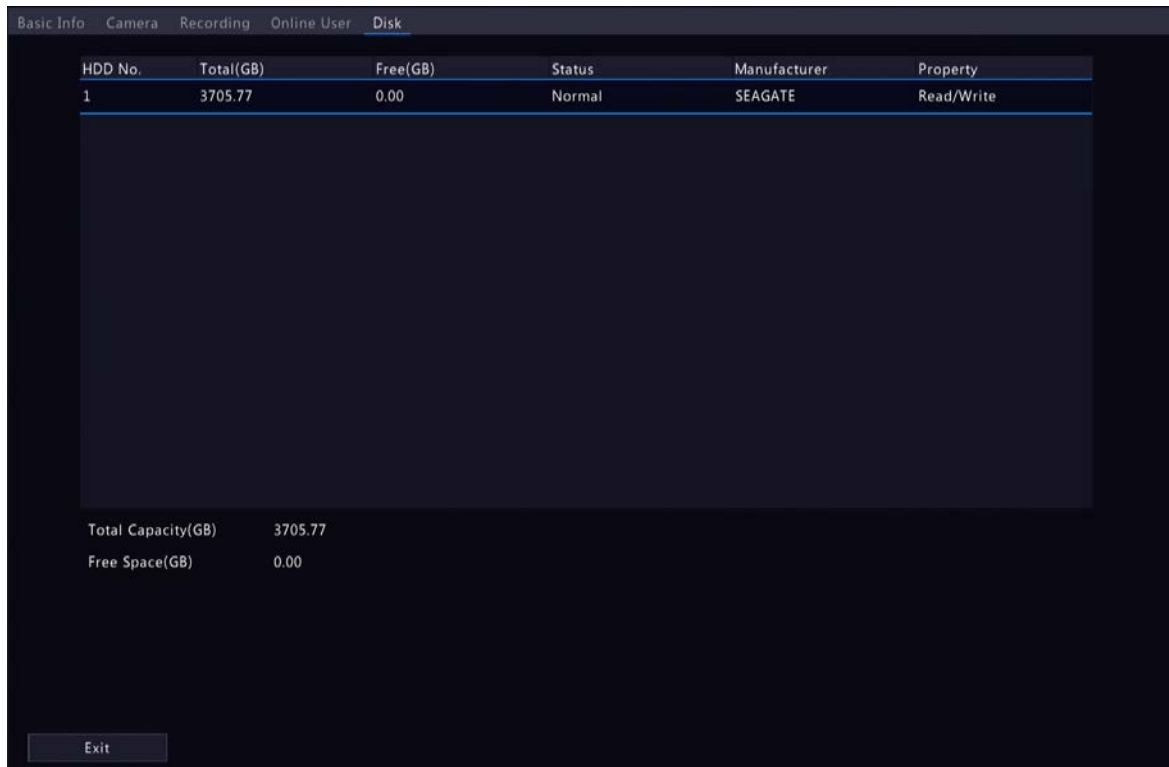 Basic Info Camera Recording Online User Disk
HDD No. Total(GB) Free(GB) Status Manufacturer Property
1 3705.77 0.00 Normal SEAGATE Read/Write
Total Capacity(GB) 3705.77
Free Space(GB) 0.00
Exit